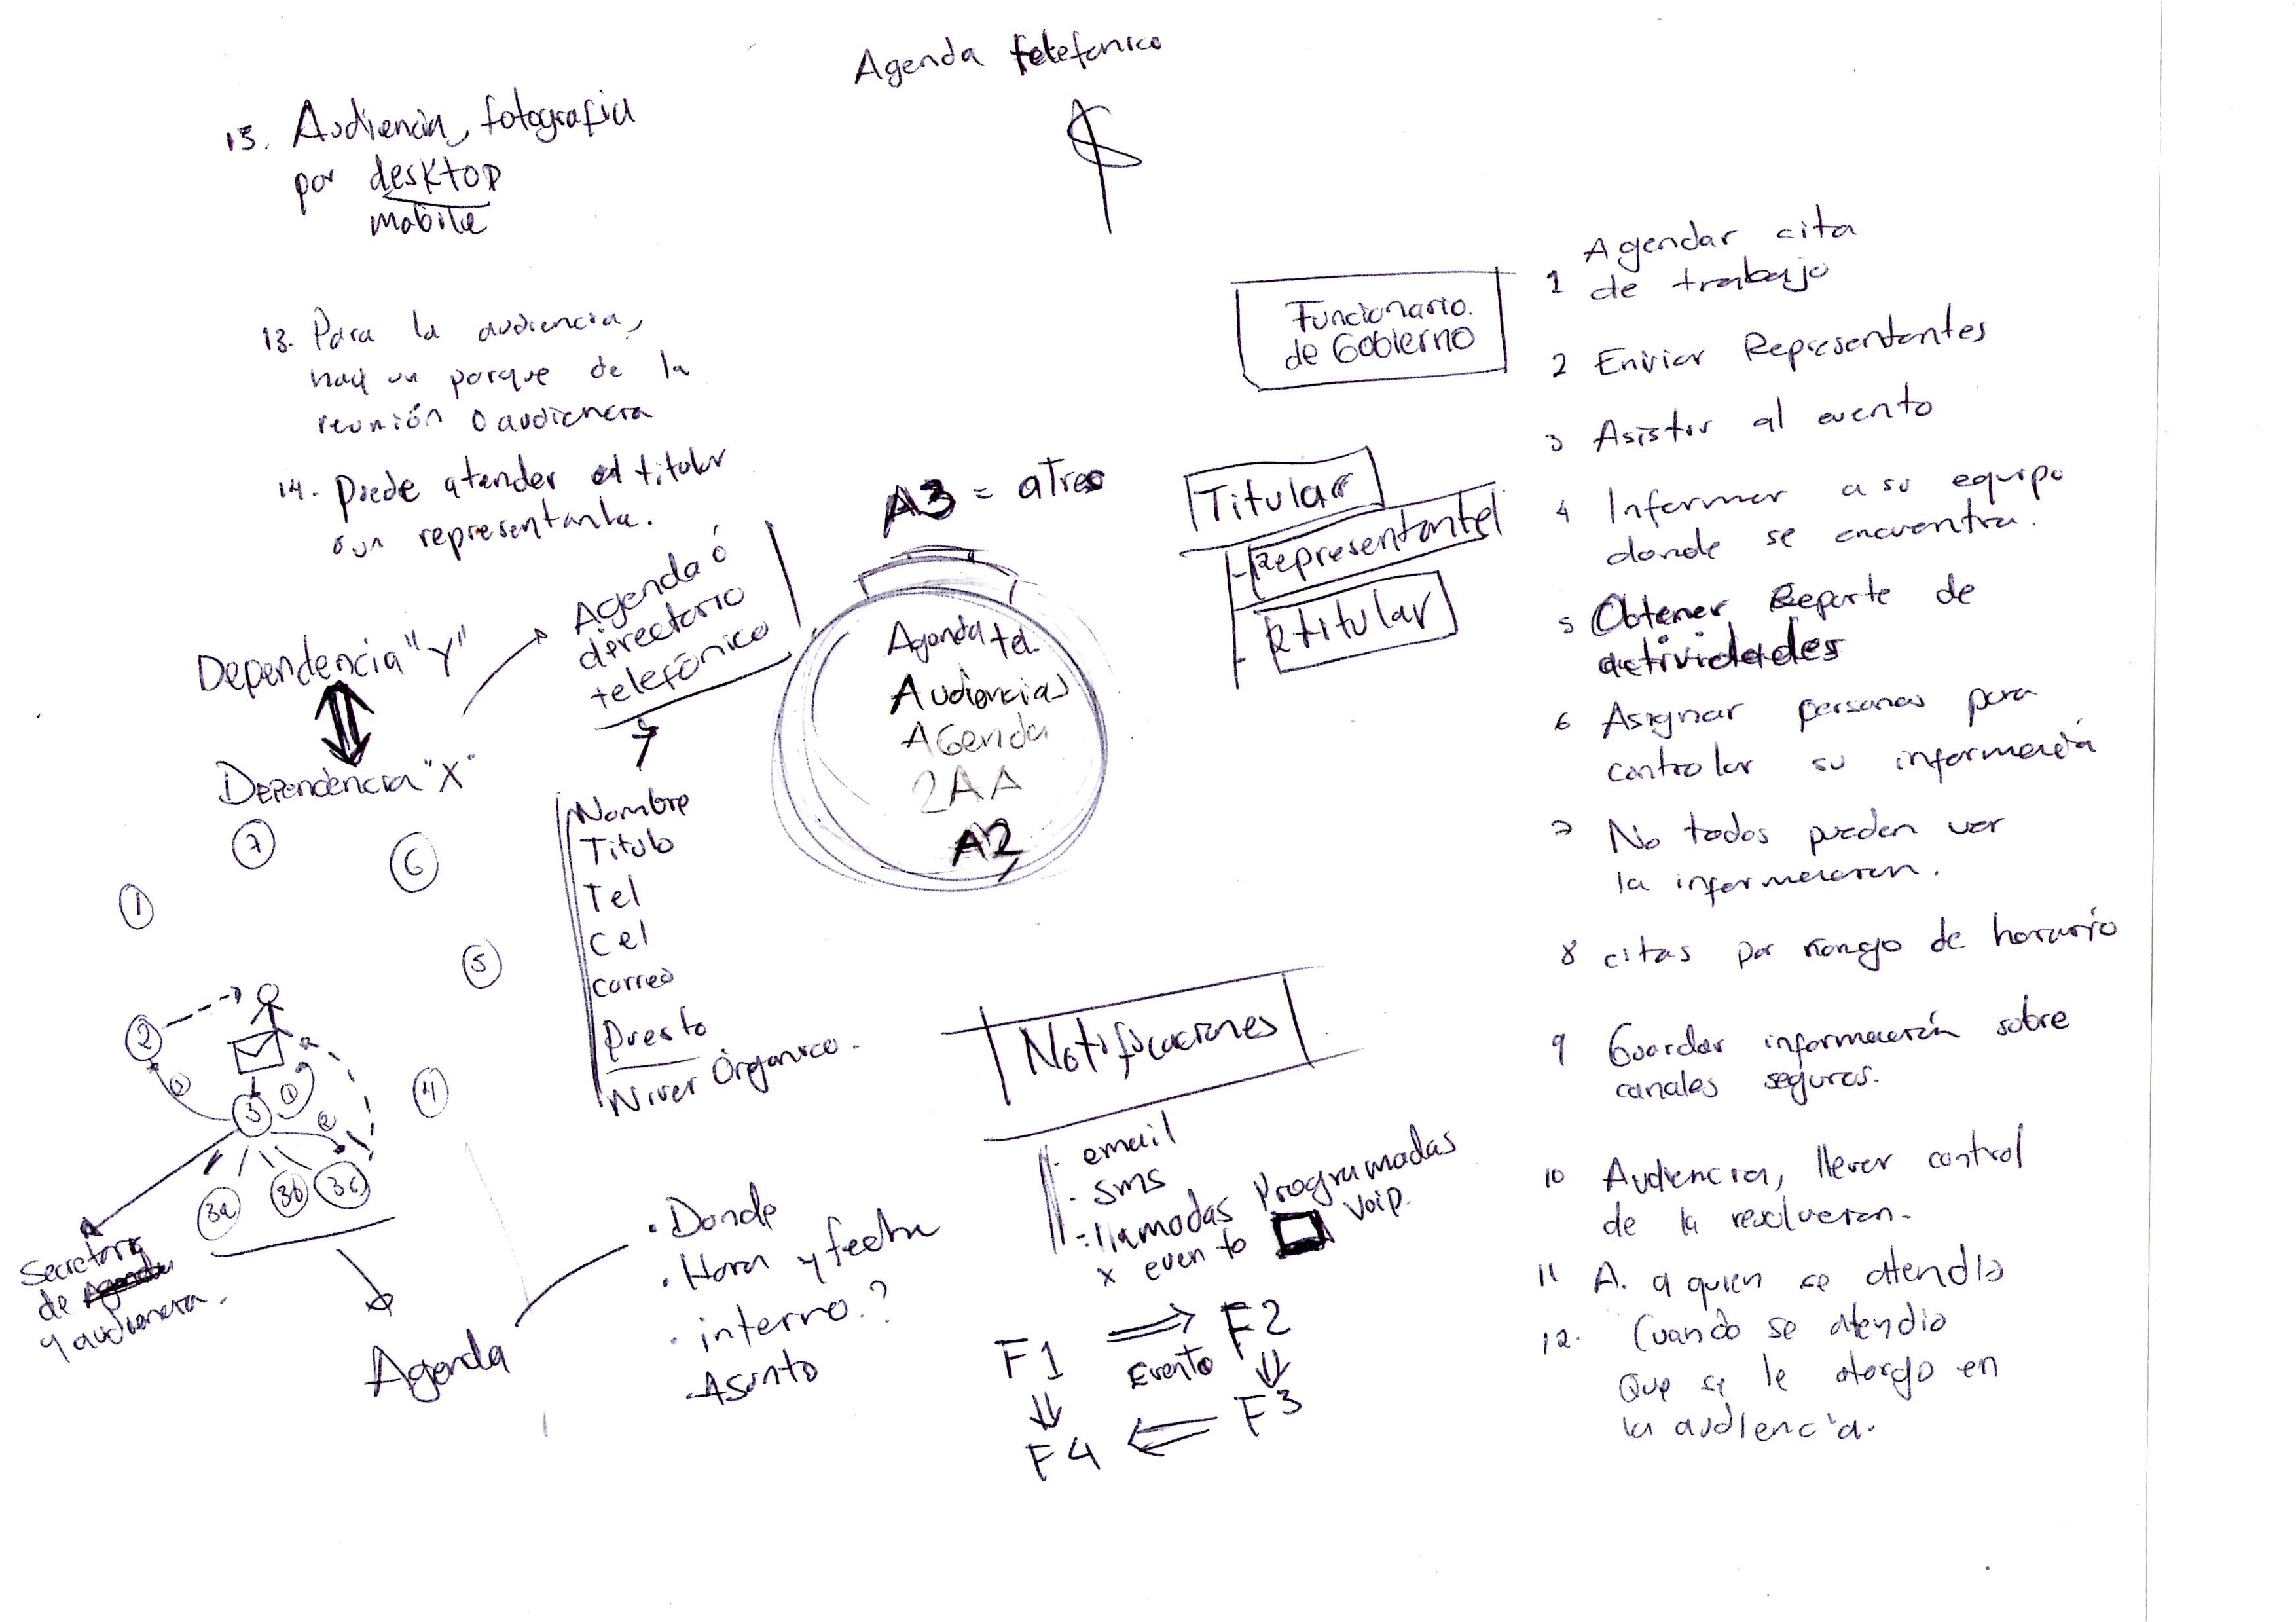 Agenda telefonico
15. Audiencia, fotografia
por desktop
mobile
13. Para la audiencia,
hay un porque de la
reunión o audiencia
14. Puede atender el titular
ó un representante.
Funcionario.
de Gobierno
A3 = aTres
Titular
- Representante
- Rtitular
Agenda ó
directorio
telefónico
Dependencia "Y"
Dependencia "X"
Agenda tel
Audiencias
AGenda
2AA
A2
Nombre
Titulo
Tel
Cel
correo
Puesto
Nivel Organico.
1
7
6
5
4
2
3
1
2
2
3a
3b
3c
Secretaria
de Agenda
y audiencia.
Agenda
. Donde
. Hora y fecha
. interno.?
. Asunto
Notificaciones
- email
- sms
- llamadas Programadas
x evento voip.
F1 ⇒ F2
Evento
F4 ⇐ F3
1 Agendar cita
de trabajo
2 Enviar Representantes
3 Asistir al evento
4 Informar a su equipo
donde se encuentra.
5 Obtener Reporte de
actividades
6 Asignar personas para
controlar su información
7 No todos pueden ver
la información.
8 citas por rango de horario
9 Guardar información sobre
canales seguros.
10 Audiencia, llevar control
de la resolucion.
11 A. a quien se attendio
12. Cuando se atendio
Que se le otorgo en
la audiencia.